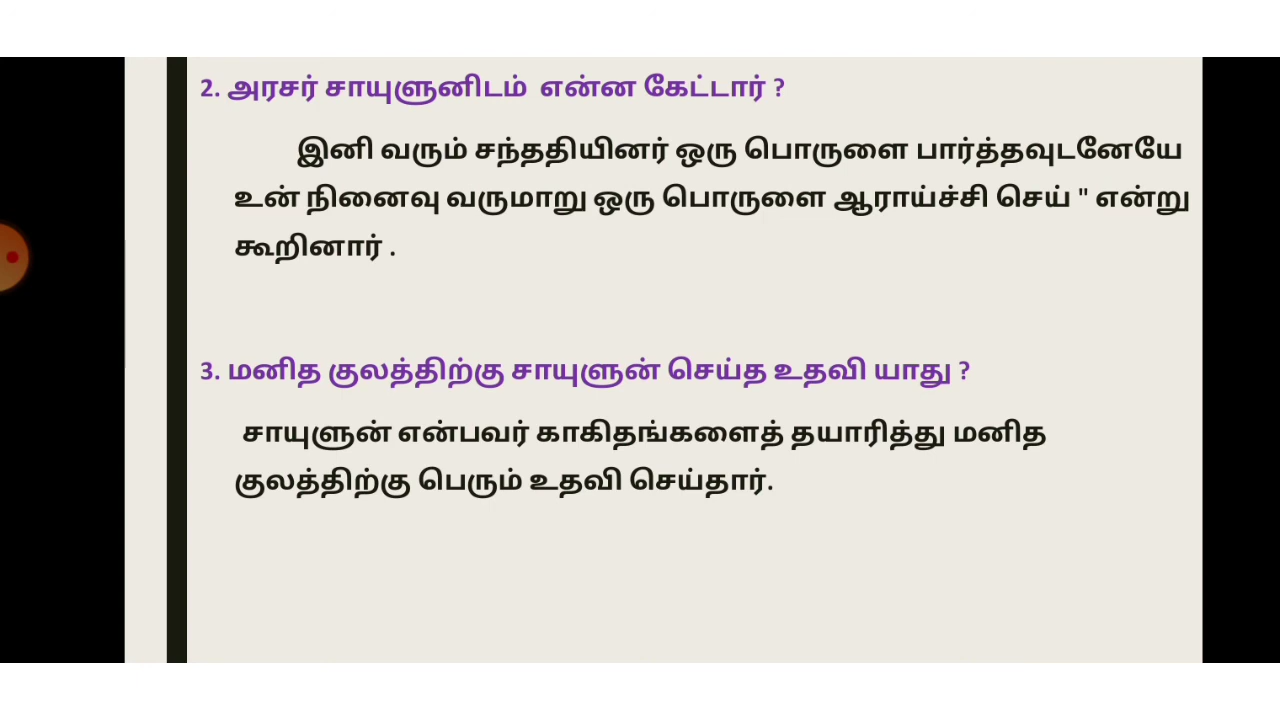 2. அரசர் சாயுளுனிடம் என்ன கேட்டார் ?
இனி வரும் சந்ததியினர் ஒரு பொருளை பார்த்தவுடனேயே
உன் நினைவு வருமாறு ஒரு பொருளை ஆராய்ச்சி செய் " என்று
கூறினார் .
3. மனித குலத்திற்கு சாயுளுன் செய்த உதவி யாது ?
சாயுளுன் என்பவர் காகிதங்களைத் தயாரித்து மனித
குலத்திற்கு பெரும் உதவி செய்தார்.